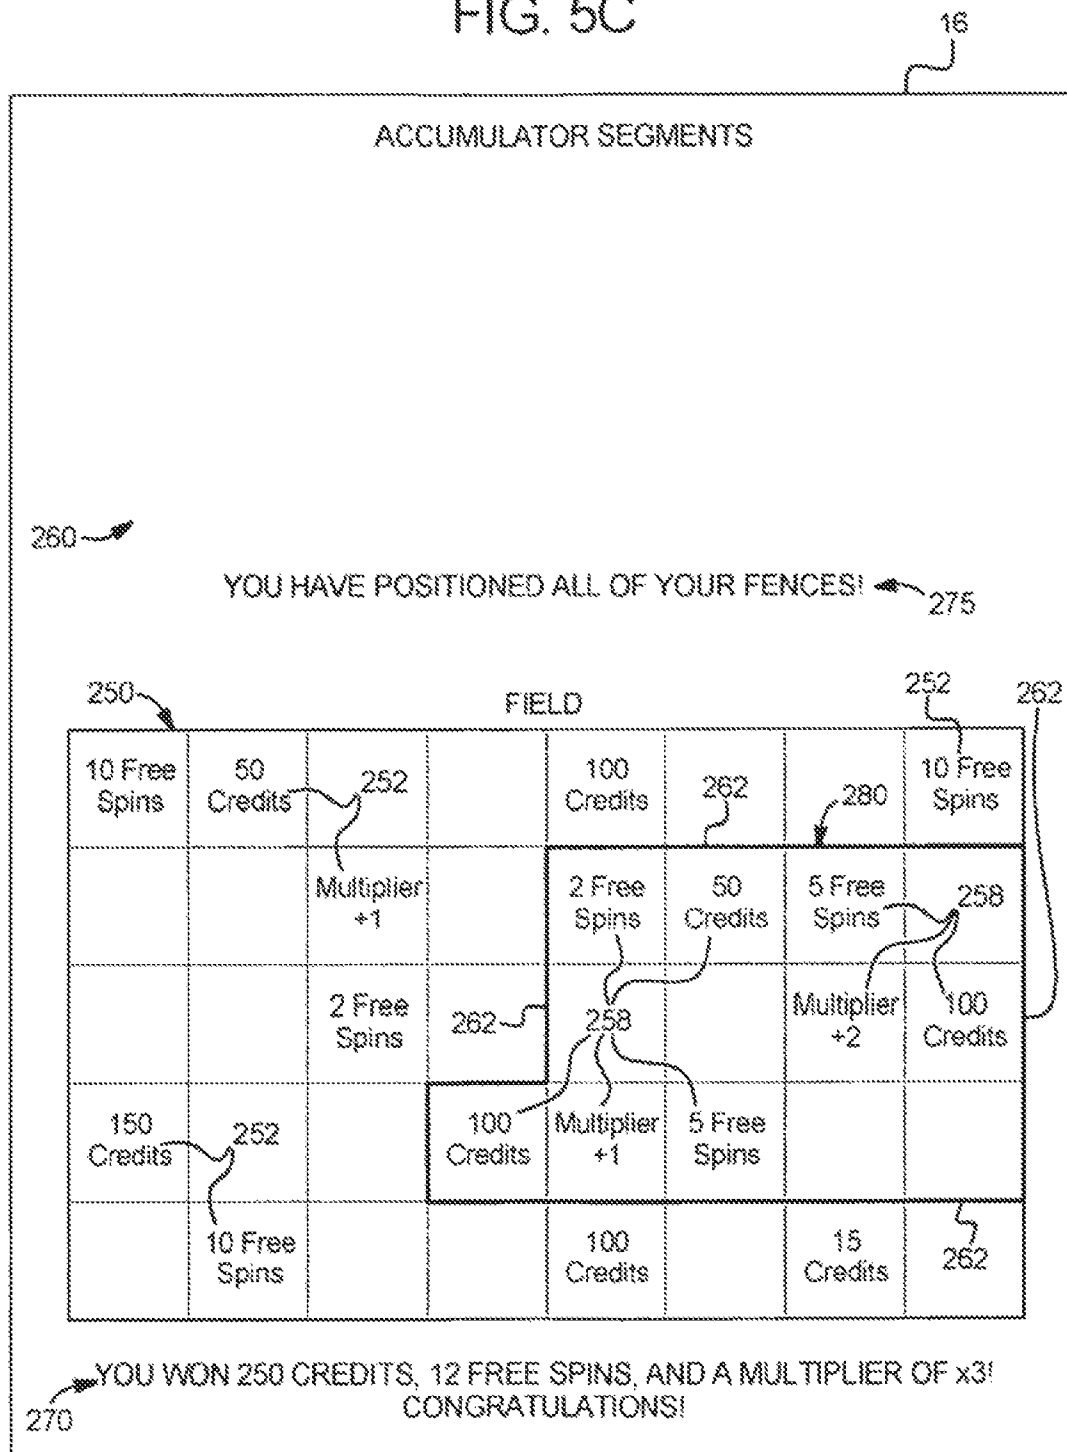 FIG. 5C
16
ACCUMULATOR SEGMENTS
260
YOU HAVE POSITIONED ALL OF YOUR FENCES!
275
250
FIELD
252
262
10 Free
Spins
50
Credits
252
100
Credits
262
280
10 Free
Spins
Multiplier
+1
2 Free
Spins
50
Credits
5 Free
Spins
258
2 Free
Spins
262
258
Multiplier
+2
100
Credits
150
Credits
252
100
Credits
Multiplier
+1
5 Free
Spins
10 Free
Spins
100
Credits
15
Credits
262
YOU WON 250 CREDITS, 12 FREE SPINS, AND A MULTIPLIER OF x3!
CONGRATULATIONS!
270